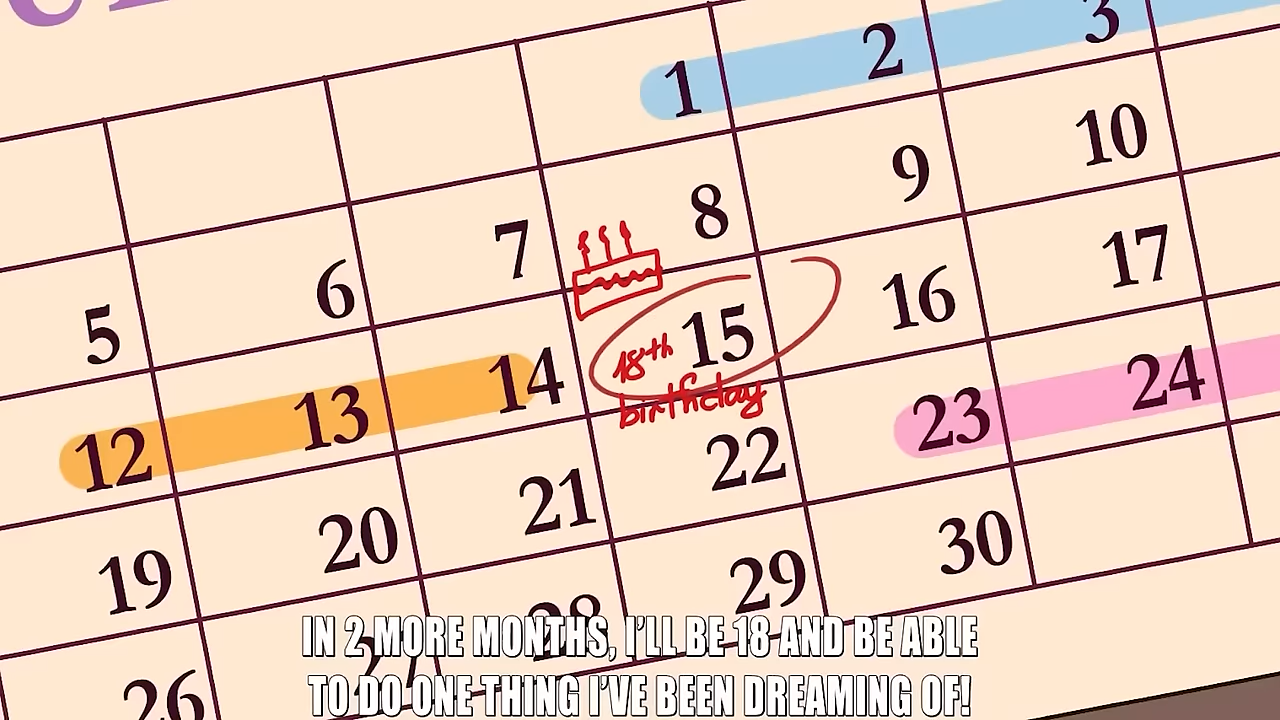 1 2 3
5 6 7 8 9 10
12 13 14 15 16 17
18th
birthday
19 20 21 22 23 24
26 27 28 29 30
IN 2 MORE MONTHS, I'LL BE 18 AND BE ABLE
TO DO ONE THING I'VE BEEN DREAMING OF!